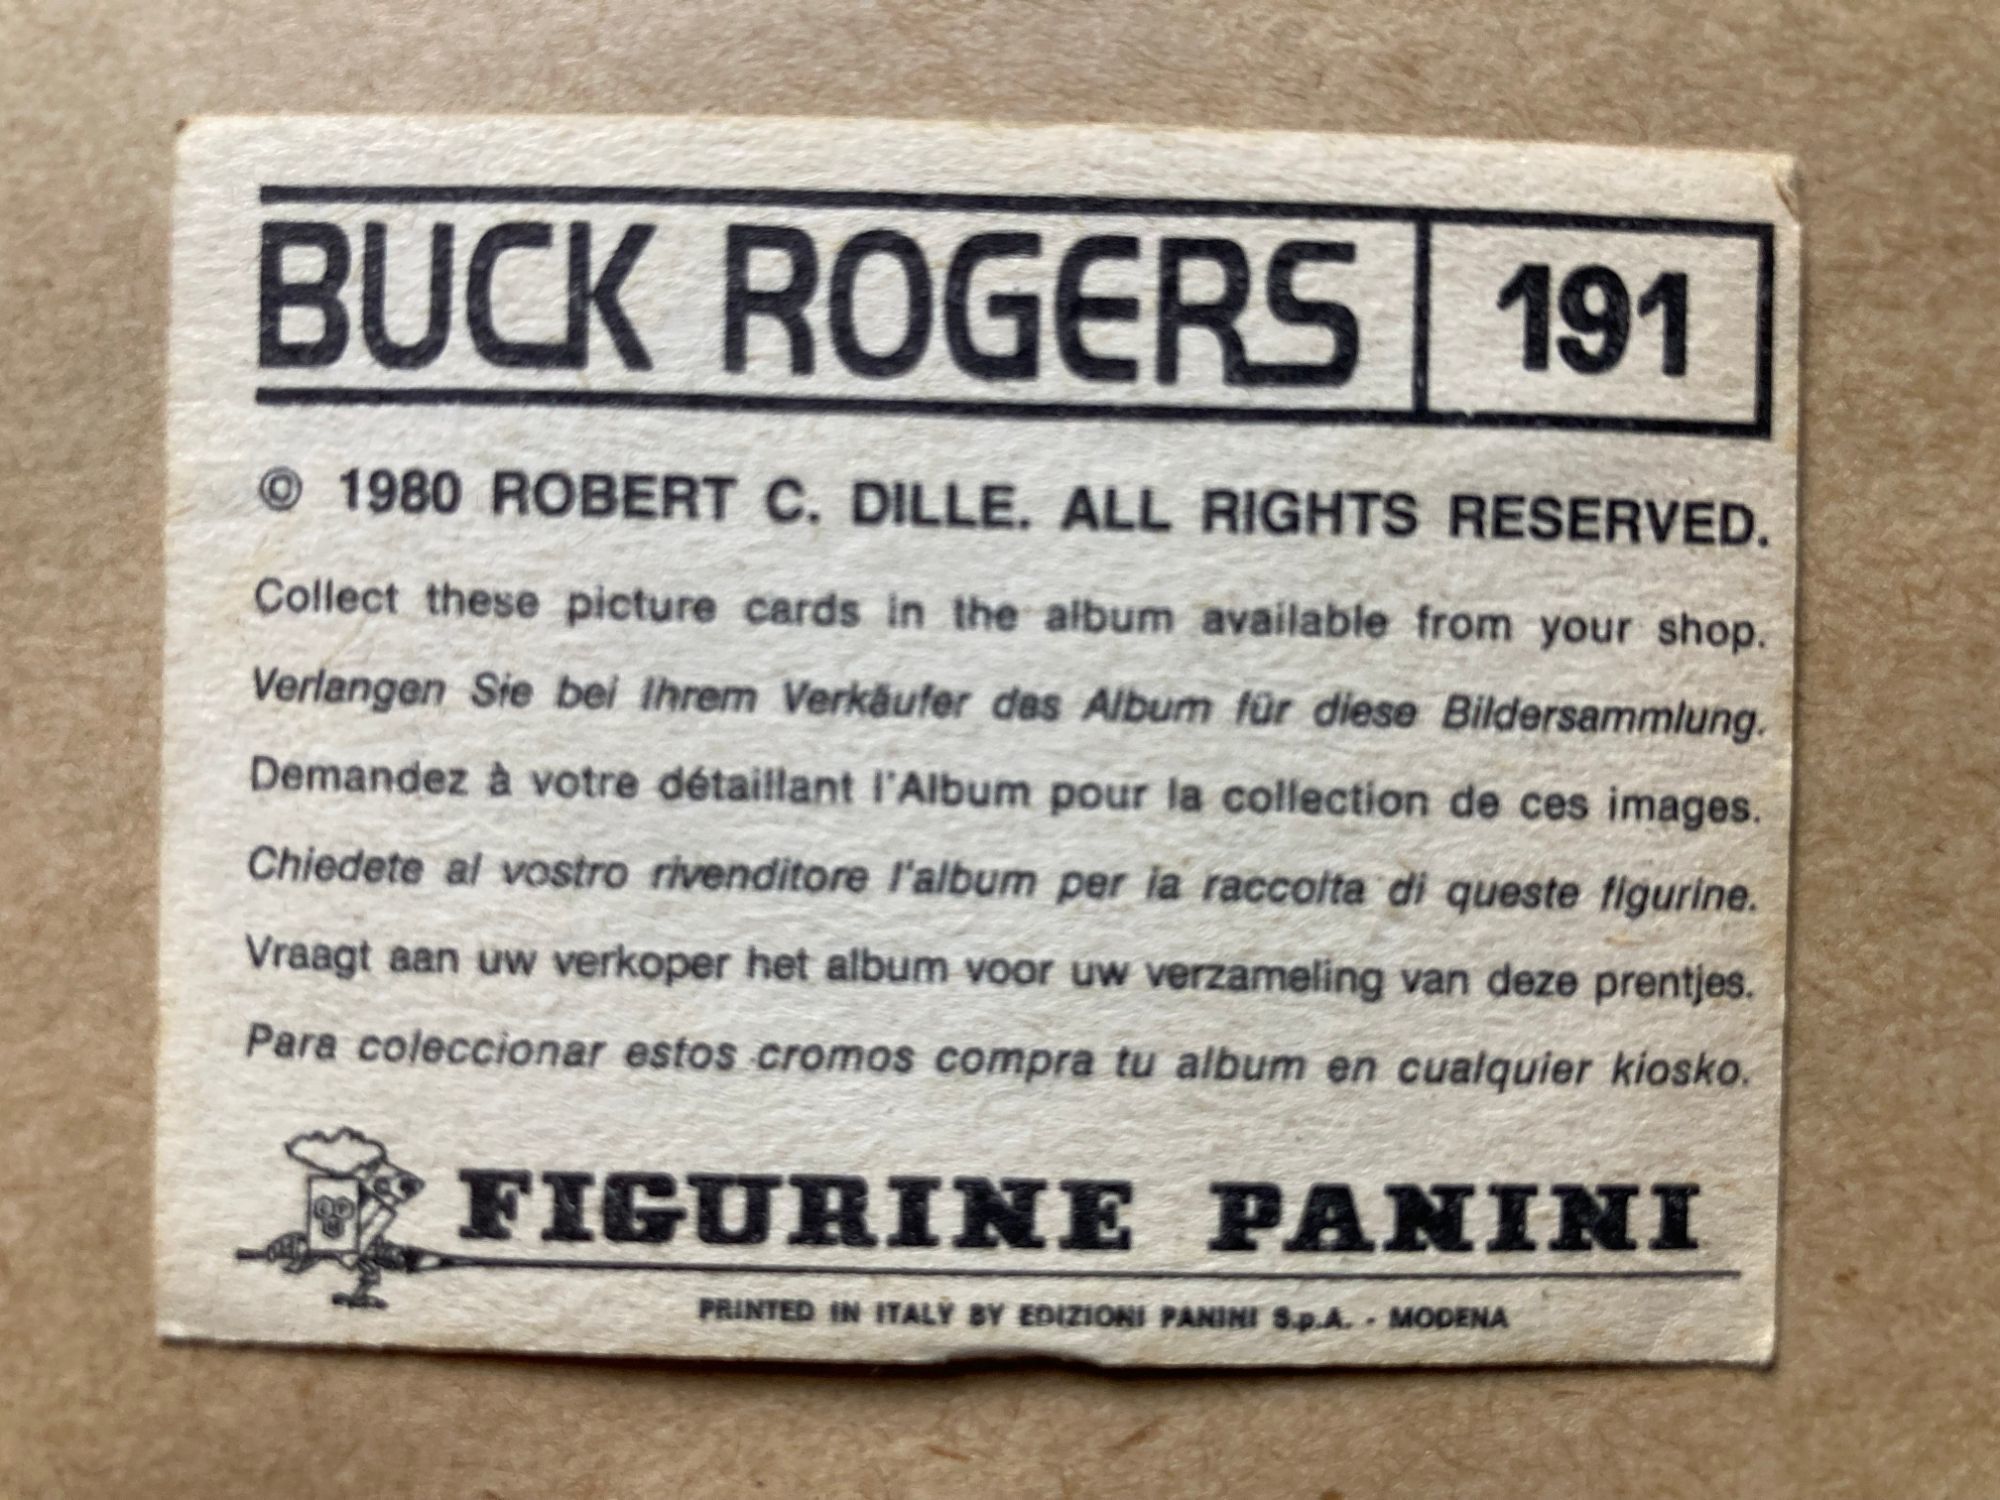 BUCK ROGERS 191
© 1980 ROBERT C. DILLE. ALL RIGHTS RESERVED.
Collect these picture cards in the album available from your shop.
Verlangen Sie bei Ihrem Verkäufer das Album für diese Bildersammlung.
Demandez à votre détaillant l'Album pour la collection de ces images.
Chiedete al vostro rivenditore l'album per la raccolta di queste figurine.
Vraagt aan uw verkoper het album voor uw verzameling van deze prentjes.
Para coleccionar estos cromos compra tu album en cualquier kiosko.
FIGURINE PANINI
PRINTED IN ITALY BY EDIZIONI PANINI S.p.A. - MODENA